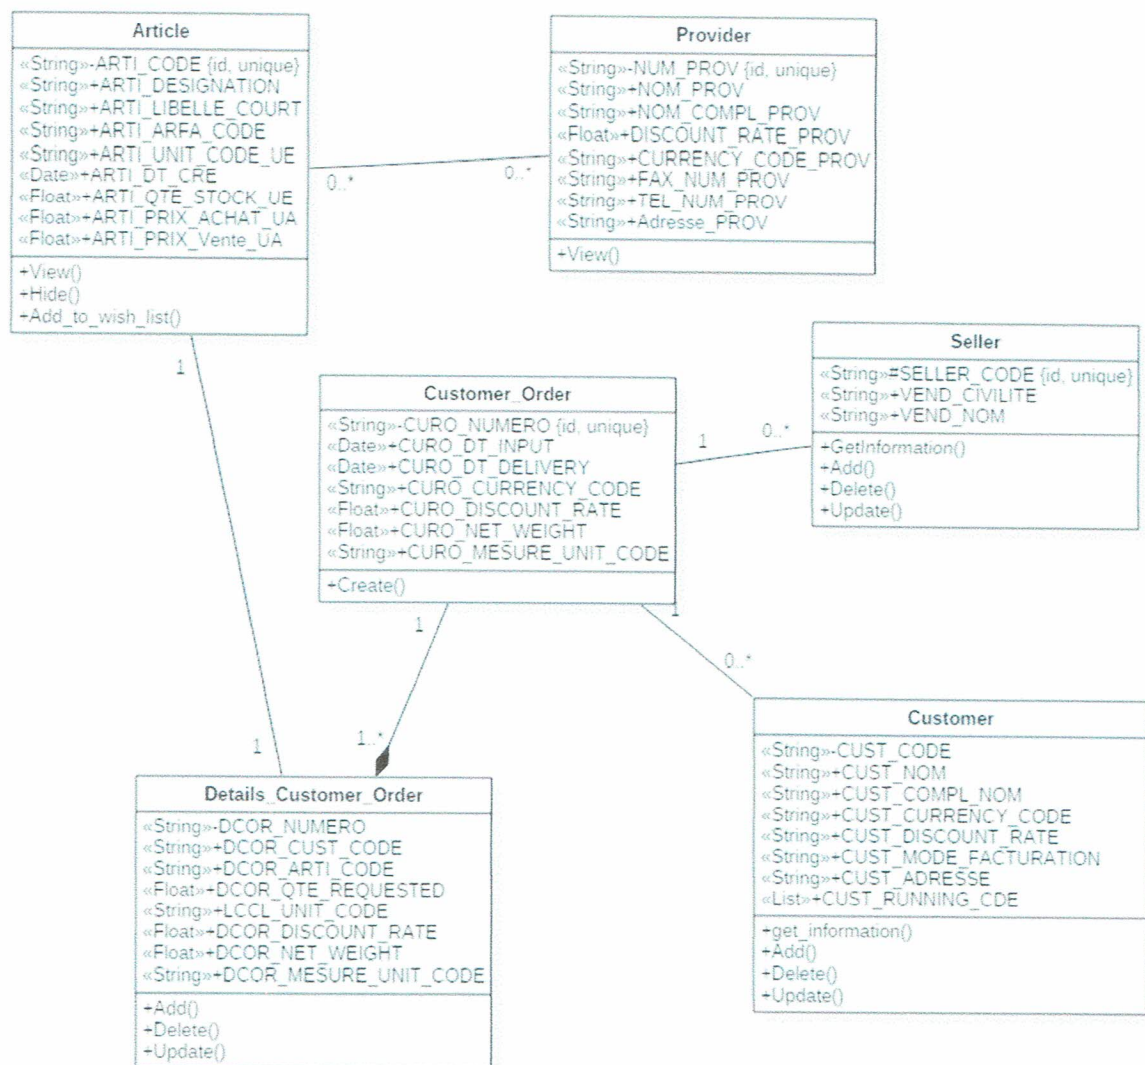 Article
«String»-ARTI_CODE {id, unique}
«String»+ARTI_DESIGNATION
«String»+ARTI_LIBELLE_COURT
«String»+ARTI_ARFA_CODE
«String»+ARTI_UNIT_CODE_UE
«Date»+ARTI_DT_CRE
«Float»+ARTI_QTE_STOCK_UE
«Float»+ARTI_PRIX_ACHAT_UA
«Float»+ARTI_PRIX_Vente_UA
+View()
+Hide()
+Add_to_wish_list()
0..*
0..*
Provider
«String»-NUM_PROV {id, unique}
«String»+NOM_PROV
«String»+NOM_COMPL_PROV
«Float»+DISCOUNT_RATE_PROV
«String»+CURRENCY_CODE_PROV
«String»+FAX_NUM_PROV
«String»+TEL_NUM_PROV
«String»+Adresse_PROV
+View()
1
Customer_Order
«String»-CURO_NUMERO {id, unique}
«Date»+CURO_DT_INPUT
«Date»+CURO_DT_DELIVERY
«String»+CURO_CURRENCY_CODE
«Float»+CURO_DISCOUNT_RATE
«Float»+CURO_NET_WEIGHT
«String»+CURO_MESURE_UNIT_CODE
+Create()
1
0..*
Seller
«String»#SELLER_CODE {id, unique}
«String»+VEND_CIVILITE
«String»+VEND_NOM
+GetInformation()
+Add()
+Delete()
+Update()
1
1
0..*
1
1..*
Details_Customer_Order
«String»-DCOR_NUMERO
«String»+DCOR_CUST_CODE
«String»+DCOR_ARTI_CODE
«Float»+DCOR_QTE_REQUESTED
«String»+LCCL_UNIT_CODE
«Float»+DCOR_DISCOUNT_RATE
«Float»+DCOR_NET_WEIGHT
«String»+DCOR_MESURE_UNIT_CODE
+Add()
+Delete()
+Update()
Customer
«String»-CUST_CODE
«String»+CUST_NOM
«String»+CUST_COMPL_NOM
«String»+CUST_CURRENCY_CODE
«String»+CUST_DISCOUNT_RATE
«String»+CUST_MODE_FACTURATION
«String»+CUST_ADRESSE
«List»+CUST_RUNNING_CDE
+get_information()
+Add()
+Delete()
+Update()